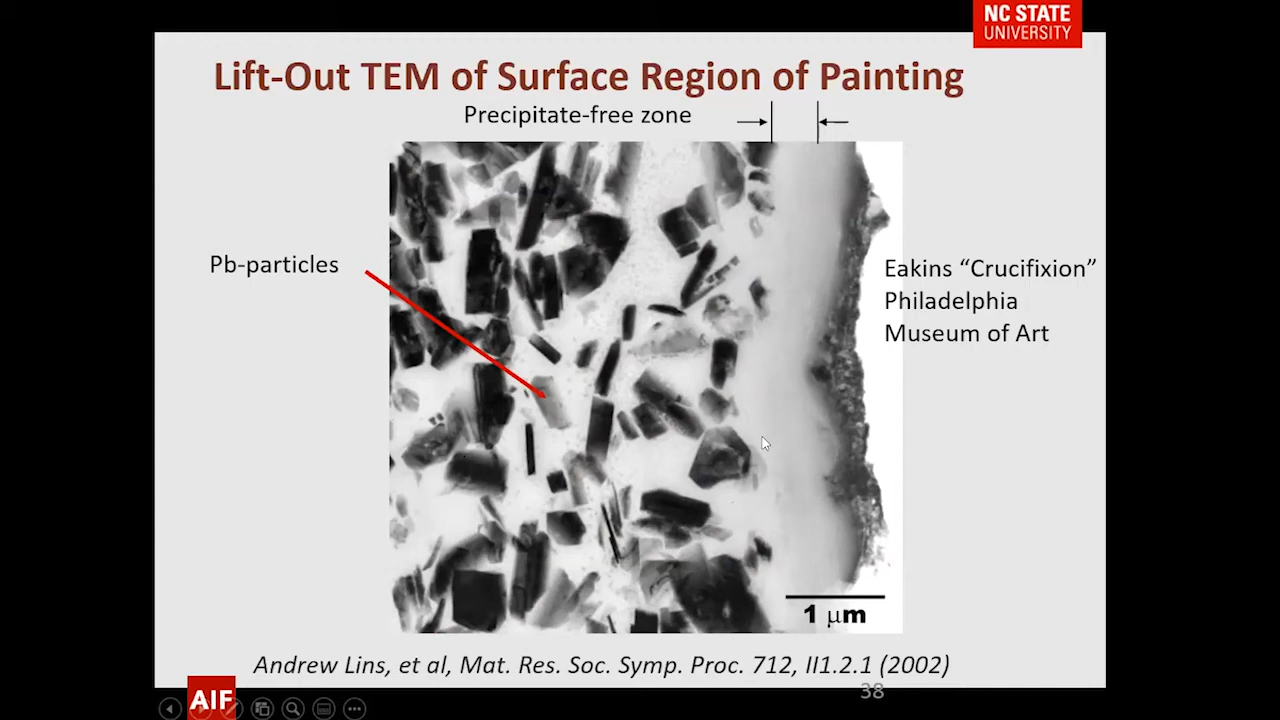 NC STATE
UNIVERSITY
Lift-Out TEM of Surface Region of Painting
Precipitate-free zone
Pb-particles
Eakins “Crucifixion”
Philadelphia
Museum of Art
1 μm
Andrew Lins, et al, Mat. Res. Soc. Symp. Proc. 712, II1.2.1 (2002)
38
AIF